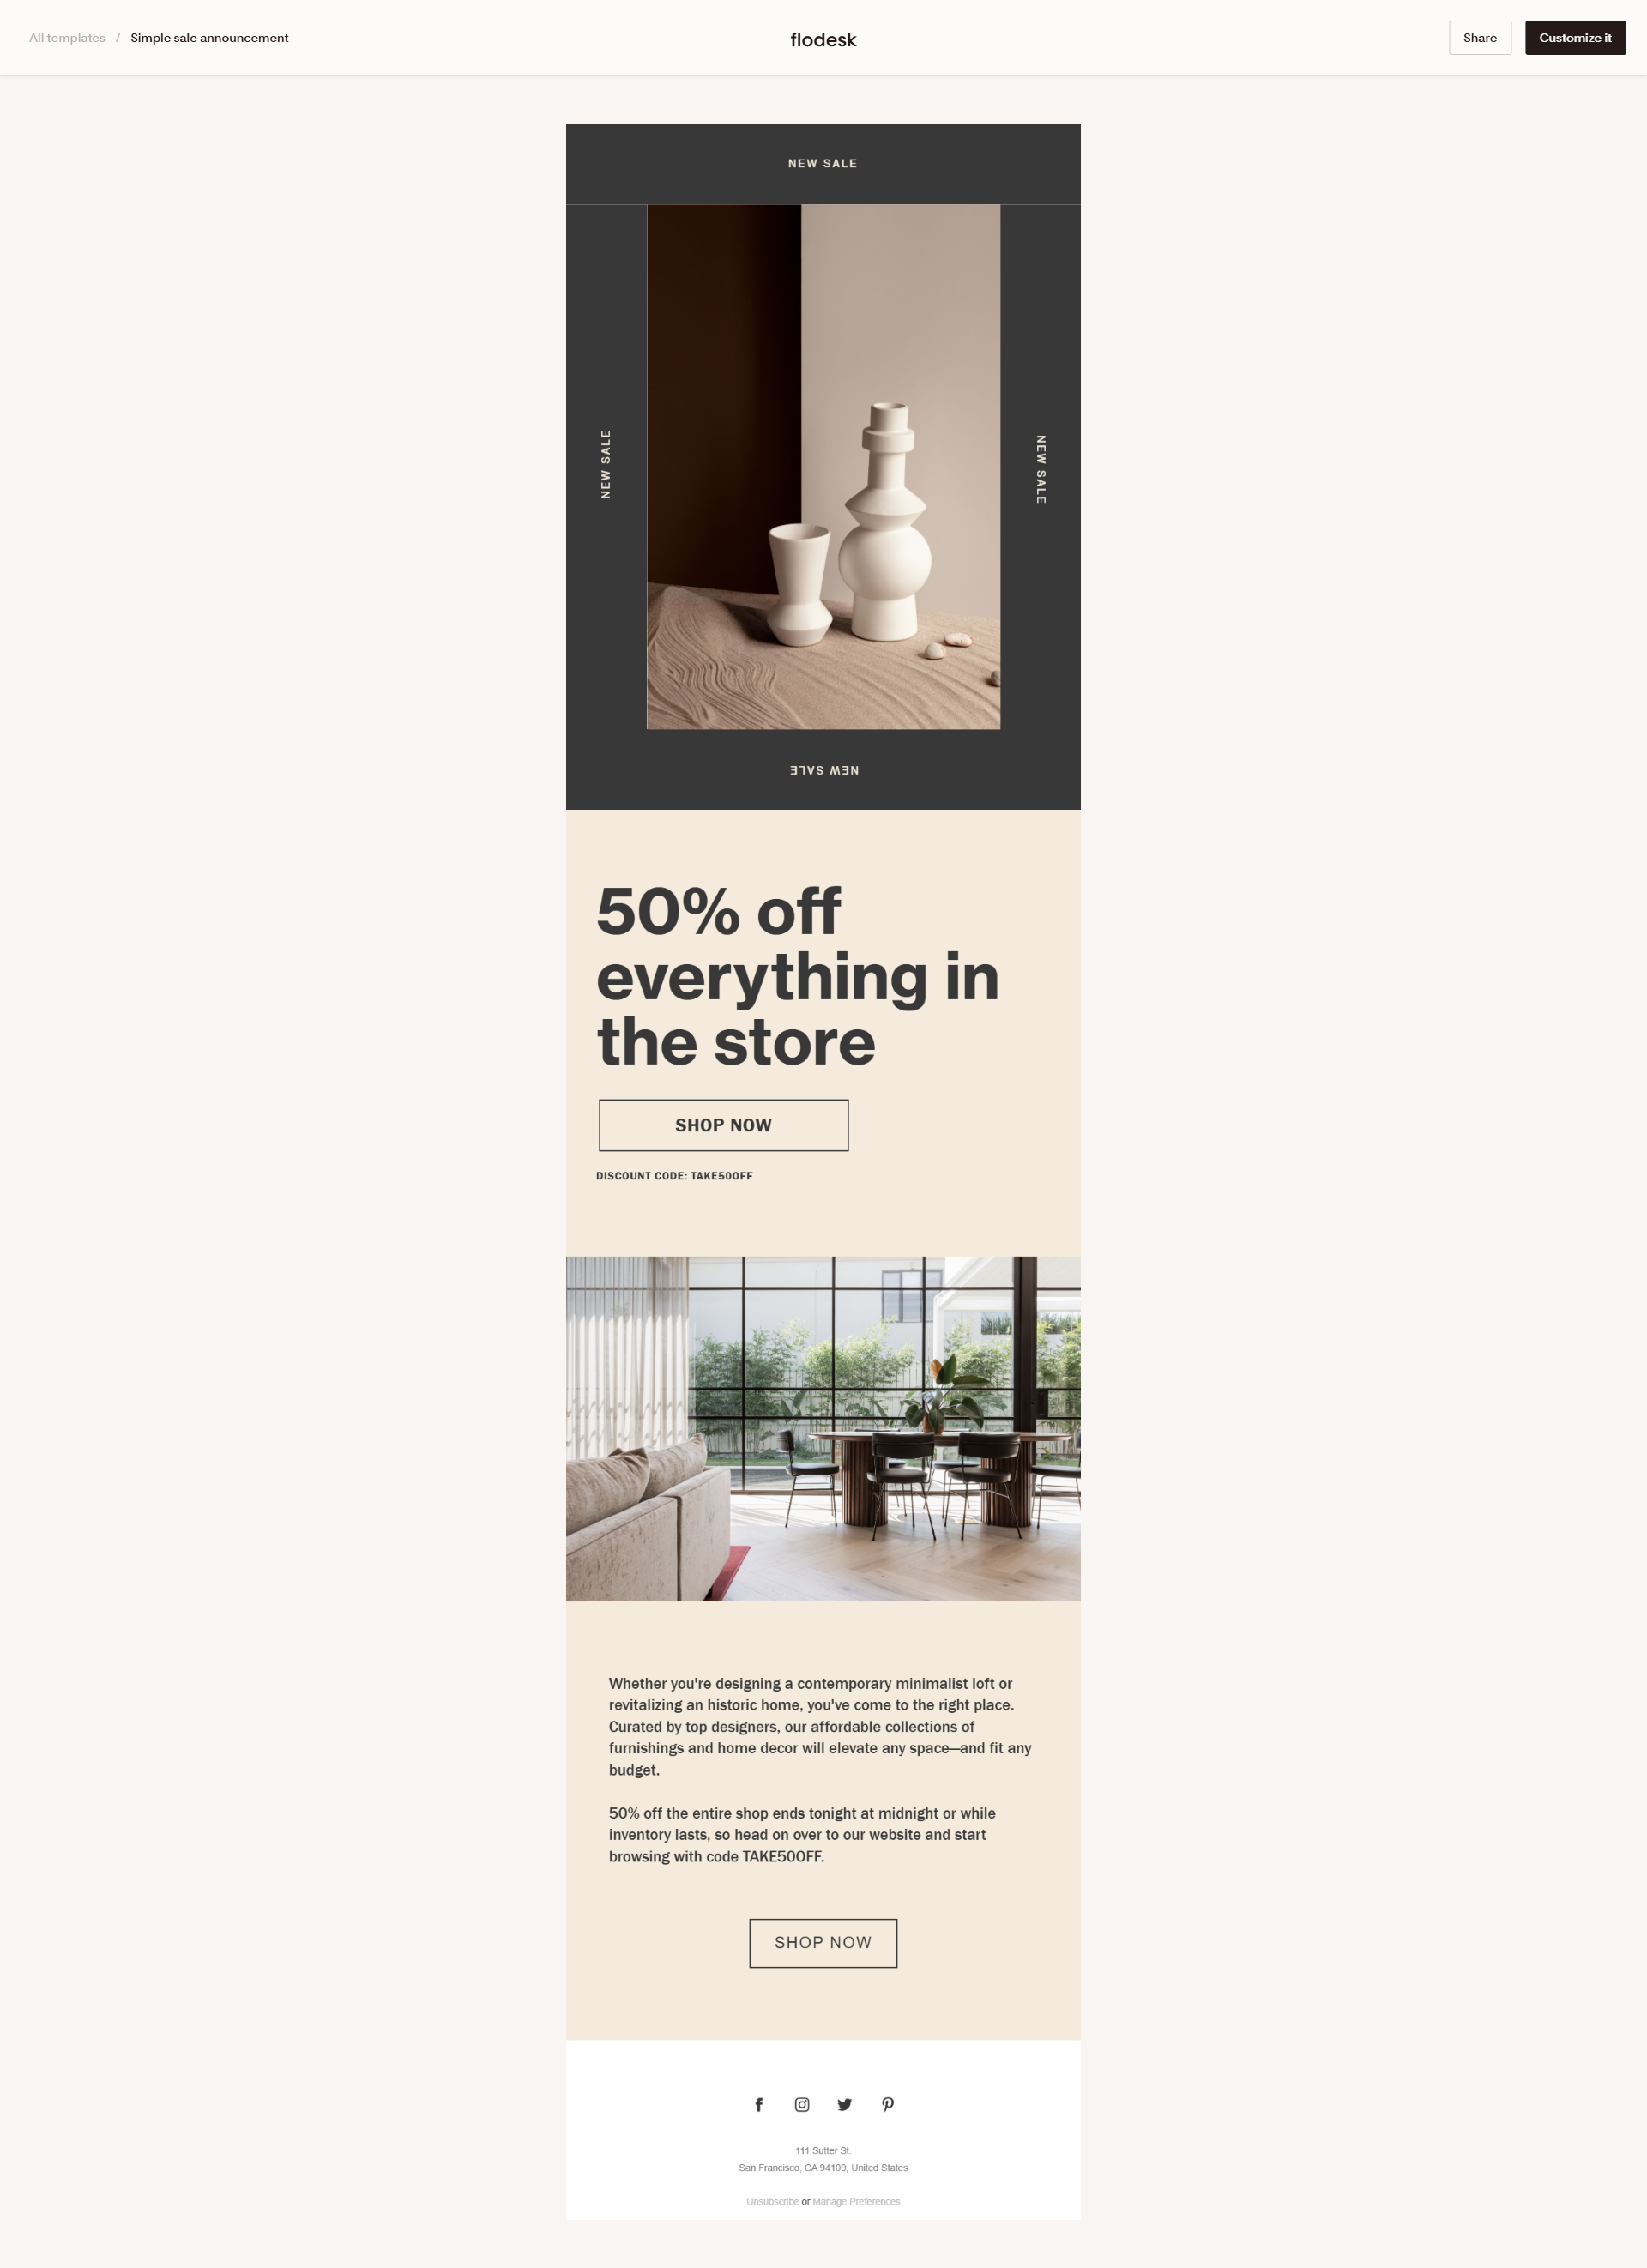 All templates / Simple sale announcement
flodesk
Share
Customize it
NEW SALE
NEW SALE
NEW SALE
NEW SALE
50% off
everything in
the store
SHOP NOW
DISCOUNT CODE: TAKE50OFF
Whether you're designing a contemporary minimalist loft or
revitalizing an historic home, you've come to the right place.
Curated by top designers, our affordable collections of
furnishings and home decor will elevate any space—and fit any
budget.
50% off the entire shop ends tonight at midnight or while
inventory lasts, so head on over to our website and start
browsing with code TAKE50OFF.
SHOP NOW
111 Sutter St.
San Francisco, CA 94109, United States
Unsubscribe or Manage Preferences